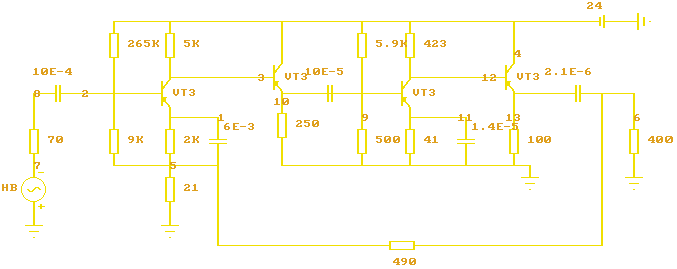 24
265K 5K 5.9K 423
4
10E-4 3 VT3 10E-5 12 VT3 2.1E-6
8 2 VT3 10 VT3
1 9 11 13 6
6E-3 250 1.4E-5
70 9K 2K 500 41 100 400
7 5
HB 21
490